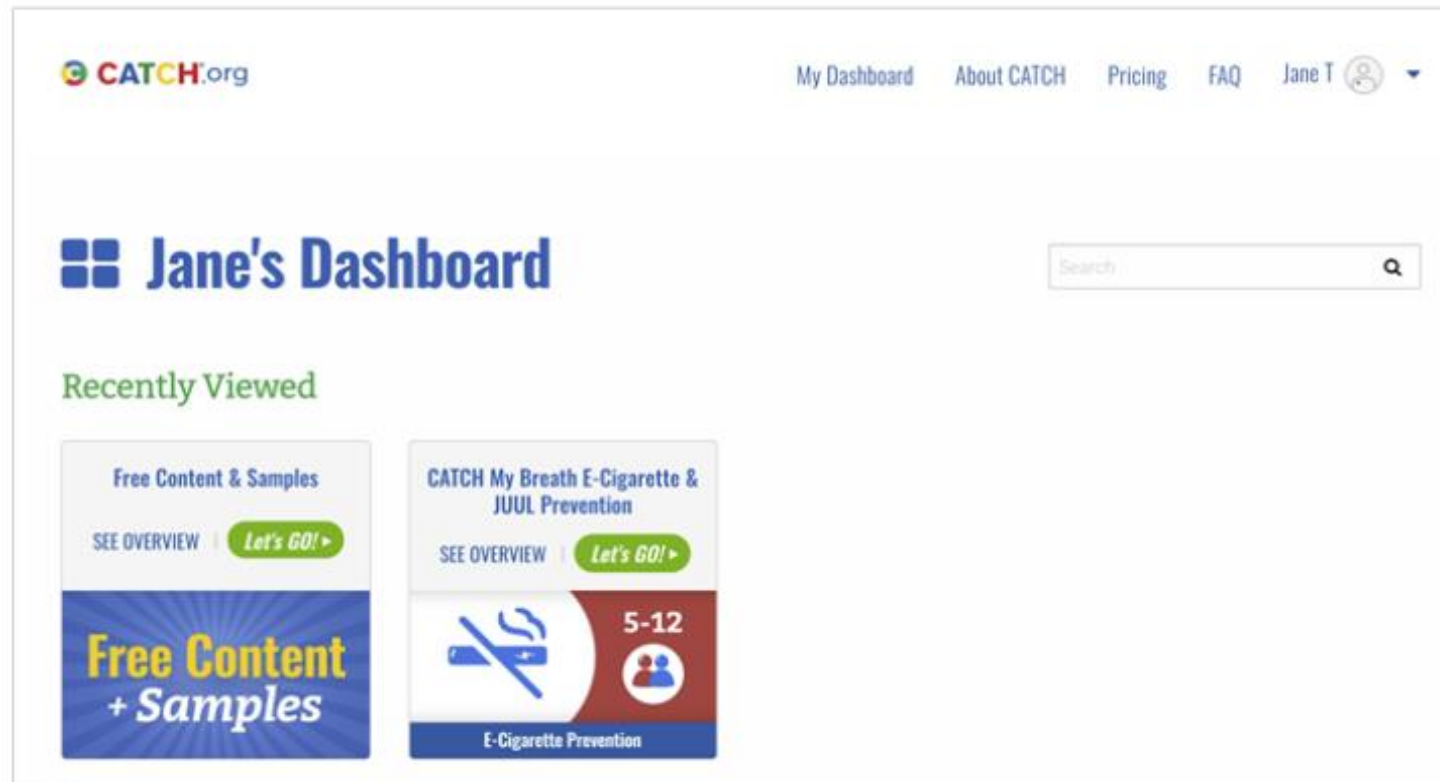 CATCH.org
My Dashboard About CATCH Pricing FAQ Jane T
Jane's Dashboard
Search
Recently Viewed
Free Content & Samples
SEE OVERVIEW Let's GO!
Free Content
+ Samples
CATCH My Breath E-Cigarette &
JUUL Prevention
SEE OVERVIEW Let's GO!
5-12
E-Cigarette Prevention